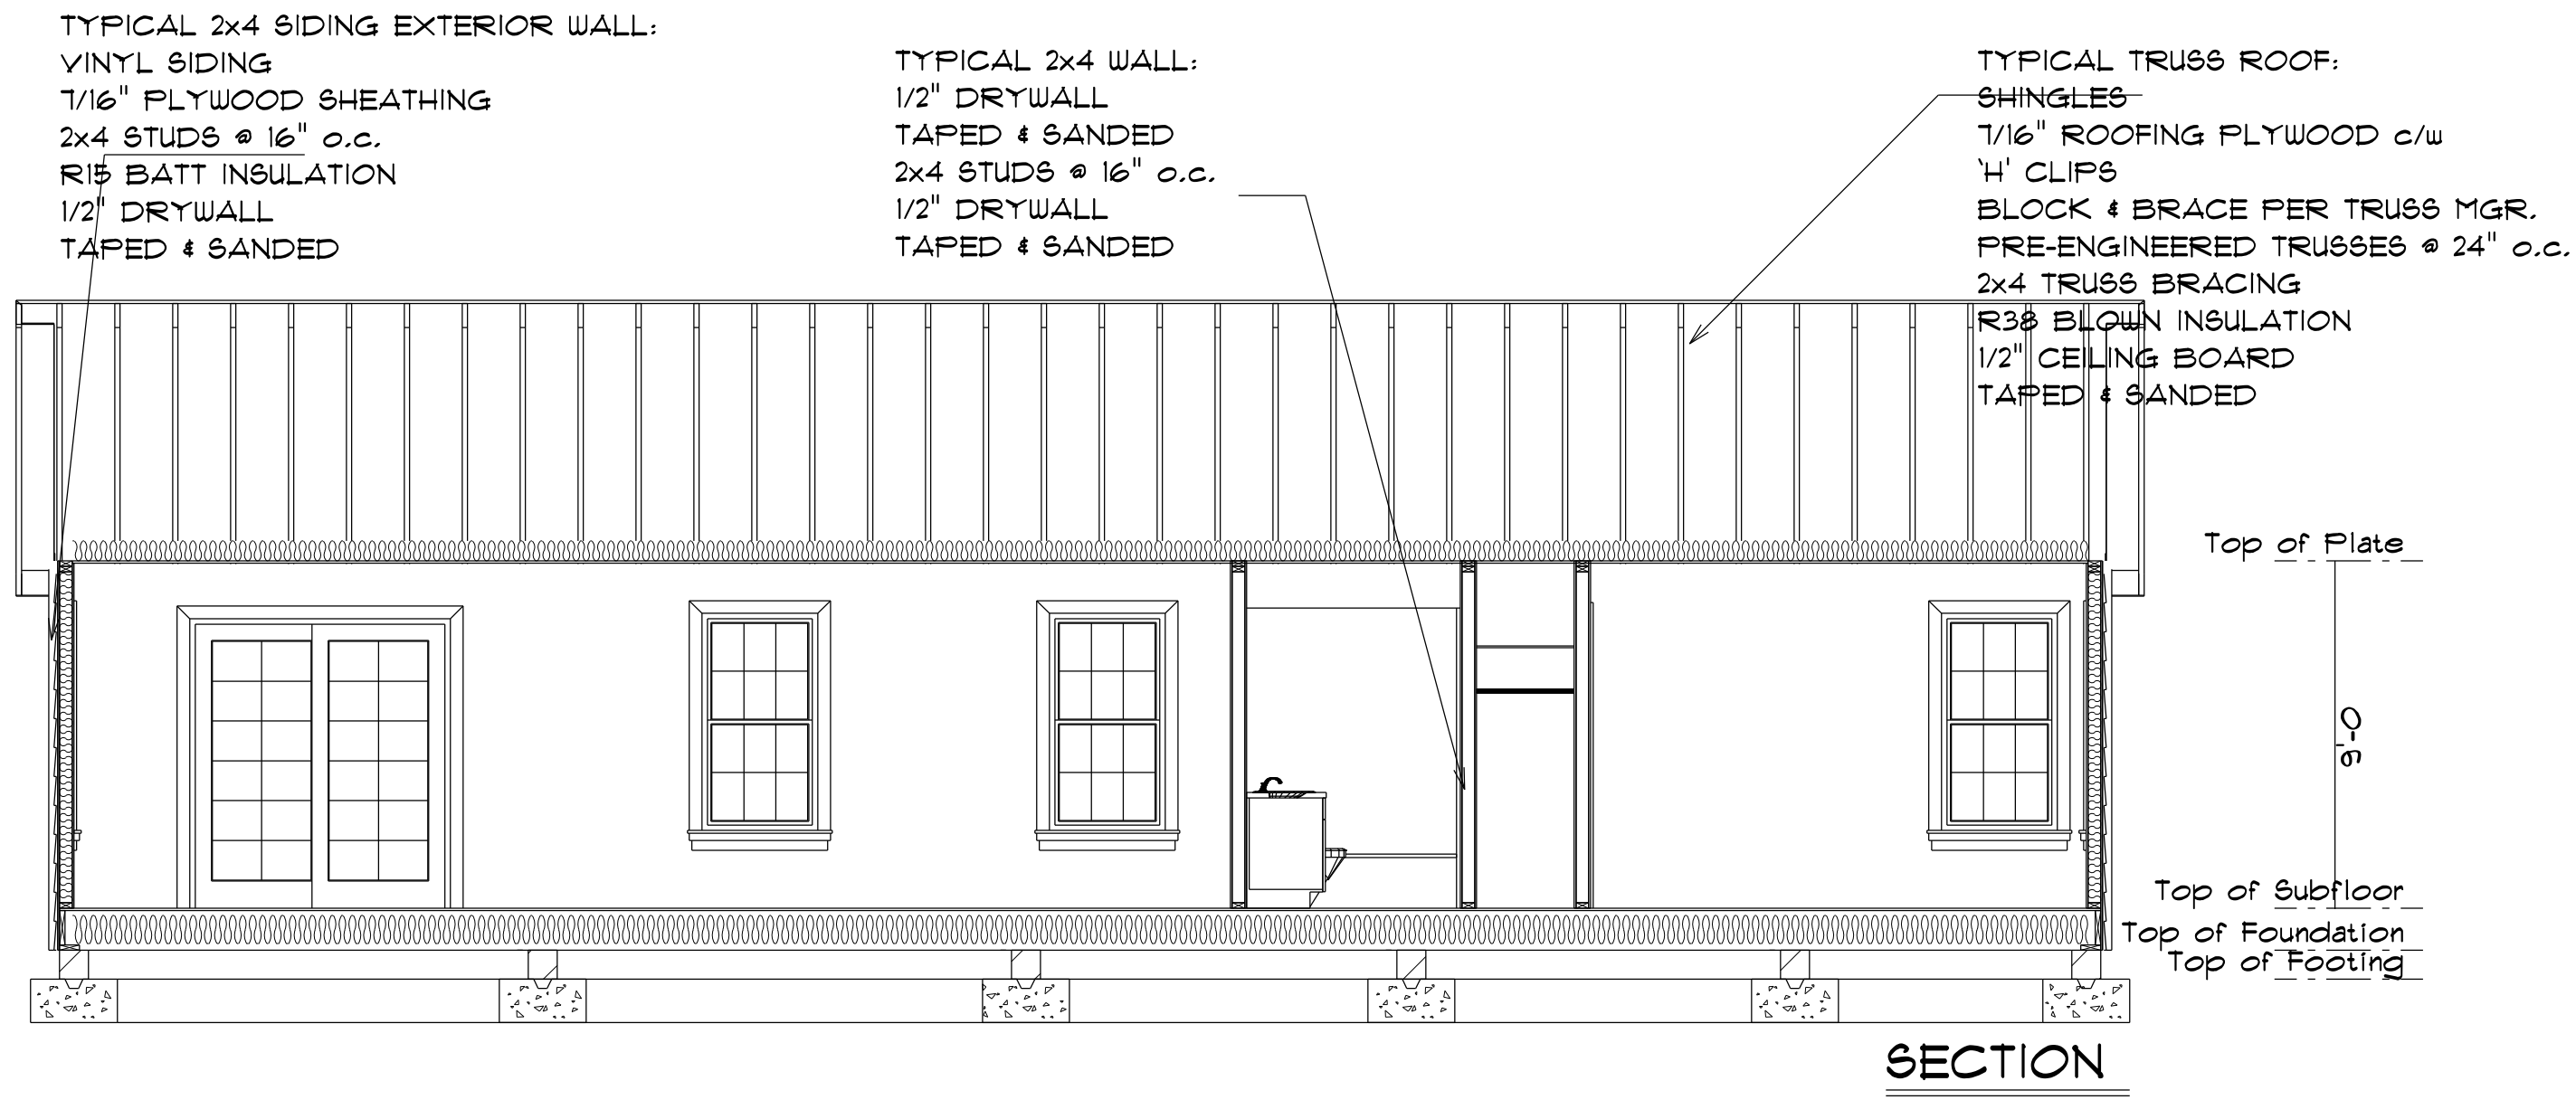 TYPICAL 2x4 SIDING EXTERIOR WALL:
VINYL SIDING
7/16" PLYWOOD SHEATHING
2x4 STUDS @ 16" o.c.
R15 BATT INSULATION
1/2" DRYWALL
TAPED & SANDED
TYPICAL 2x4 WALL:
1/2" DRYWALL
TAPED & SANDED
2x4 STUDS @ 16" o.c.
1/2" DRYWALL
TAPED & SANDED
TYPICAL TRUSS ROOF:
SHINGLES
7/16" ROOFING PLYWOOD c/w
'H' CLIPS
BLOCK & BRACE PER TRUSS MGR.
PRE-ENGINEERED TRUSSES @ 24" o.c.
2x4 TRUSS BRACING
R38 BLOWN INSULATION
1/2" CEILING BOARD
TAPED & SANDED
Top of Plate
9'-0
Top of Subfloor
Top of Foundation
Top of Footing
SECTION